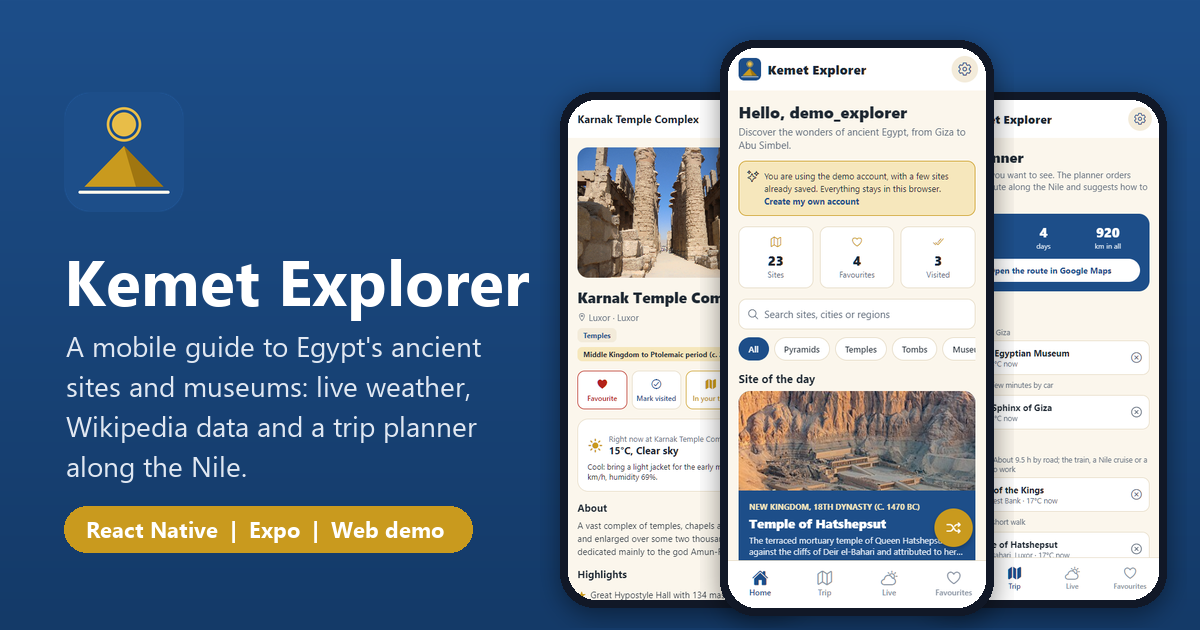 Kemet Explorer
A mobile guide to Egypt's ancient
sites and museums: live weather,
Wikipedia data and a trip planner
along the Nile.
React Native | Expo | Web demo
Karnak Temple Complex
Karnak Temple Com
Luxor · Luxor
Temples
Middle Kingdom to Ptolemaic period (c.
Favourite
Mark visited
In your t
Right now at Karnak Temple Com
15°C, Clear sky
Cool: bring a light jacket for the early m
km/h, humidity 69%.
About
A vast complex of temples, chapels a
and enlarged over some two thousan
dedicated mainly to the god Amun-R
Highlights
Great Hypostyle Hall with 134 mas
Kemet Explorer
Hello, demo_explorer
Discover the wonders of ancient Egypt, from Giza to
Abu Simbel.
You are using the demo account, with a few sites
already saved. Everything stays in this browser.
Create my own account
23
Sites
4
Favourites
3
Visited
Search sites, cities or regions
All
Pyramids
Temples
Tombs
Museu
Site of the day
NEW KINGDOM, 18TH DYNASTY (C. 1470 BC)
Temple of Hatshepsut
The terraced mortuary temple of Queen Hatsheps
against the cliffs of Deir el-Bahari and attributed to her...
Home
Trip
Live
Favourites
et Explorer
nner
you want to see. The planner orders
ute along the Nile and suggests how to
4
days
920
km in all
pen the route in Google Maps
Giza
Egyptian Museum
°C now
ew minutes by car
Sphinx of Giza
°C now
About 9.5 h by road; the train, a Nile cruise or a
o work
of the Kings
est Bank · 17°C now
short walk
e of Hatshepsut
ahari, Luxor · 17°C now
Trip
Live
Favourites